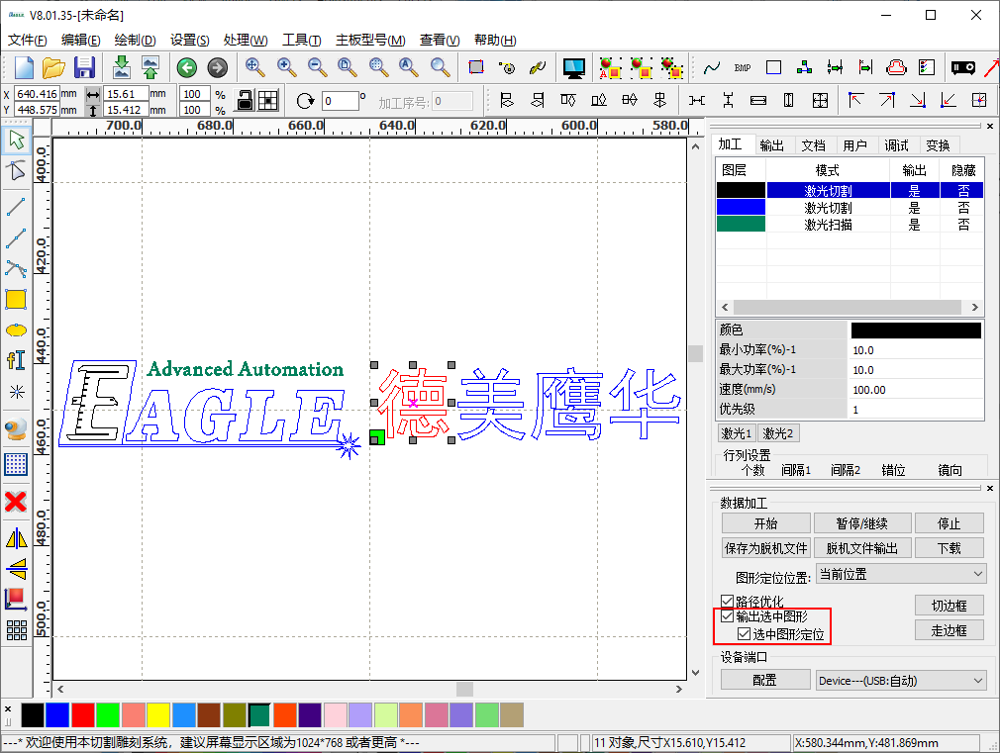 V8.01.35-[未命名]
文件(F) 编辑(E) 绘制(D) 设置(S) 处理(W) 工具(T) 主板型号(M) 查看(V) 帮助(H)
BMP
X 640.416 mm 15.61 mm 100 %
Y 448.575 mm 15.412 mm 100 %
0 ° 加工序号: 0
700.0 680.0 660.0 640.0 620.0 600.0 580.0
400.0
420.0
440.0
460.0
480.0
500.0
Advanced Automation
EAGLE 德美鹰华
加工 输出 文档 用户 调试 变换
图层 模式 输出 隐藏
激光切割 是 否
激光切割 是 否
激光扫描 是 否
颜色
最小功率(%)-1 10.0
最大功率(%)-1 10.0
速度(mm/s) 100.00
优先级 1
激光1 激光2
行列设置
个数 间隔1 间隔2 错位 镜向
数据加工
开始 暂停/继续 停止
保存为脱机文件 脱机文件输出 下载
图形定位位置: 当前位置
路径优化
切边框
输出选中图形
选中图形定位
走边框
设备端口
配置 Device---(USB:自动)
---* 欢迎使用本切割雕刻系统，建议屏幕显示区域为1024*768 或者更高 *---
11 对象,尺寸X15.610,Y15.412
X:580.344mm,Y:481.869mm